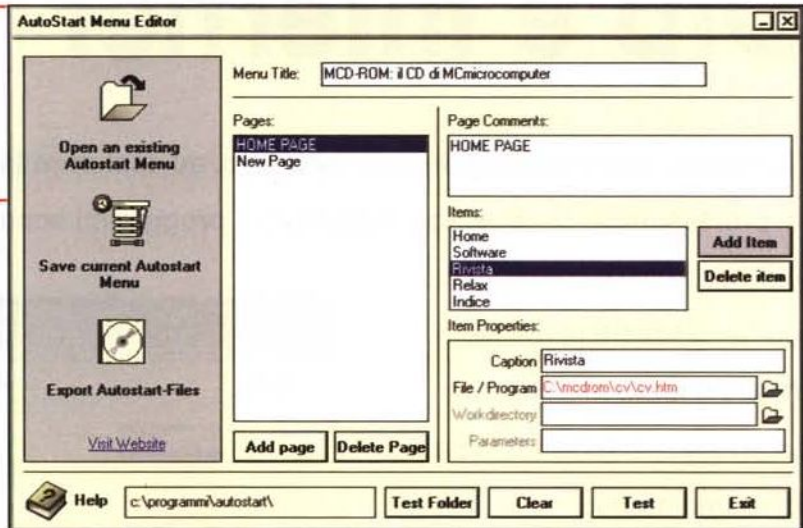 AutoStart Menu Editor
Open an existing
Autostart Menu
Save current Autostart
Menu
Export Autostart-Files
Visit Website
Menu Title: MCD-ROM: il CD di MCmicrocomputer
Pages:
HOME PAGE
New Page
Add page Delete Page
Page Comments:
HOME PAGE
Items:
Home
Software
Rivista
Relax
Indice
Add Item
Delete item
Item Properties:
Caption Rivista
File / Program C:\mcdrom\cv\cv.htm
Workdirectory
Parameters
Help c:\programmi\autostart\ Test Folder Clear Test Exit